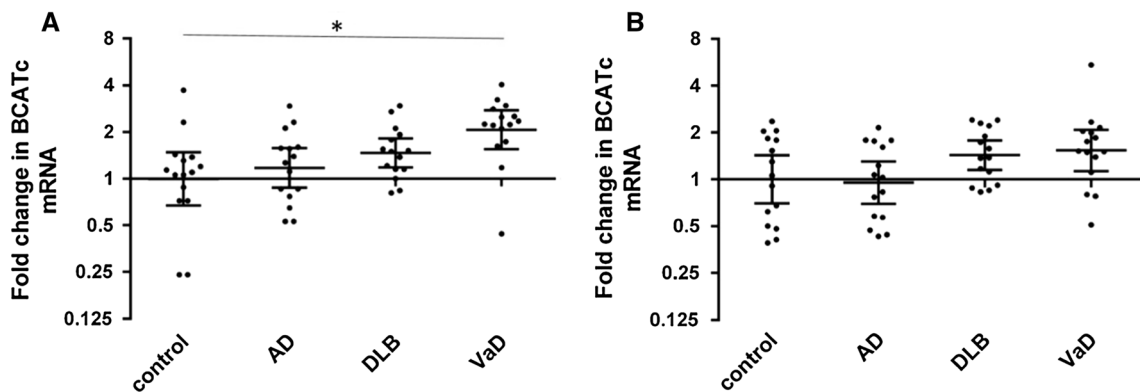 A
Fold change in BCATc
mRNA
8
4
2
1
0.5
0.25
0.125
*
control
AD
DLB
VaD
B
Fold change in BCATc
mRNA
8
4
2
1
0.5
0.25
0.125
control
AD
DLB
VaD